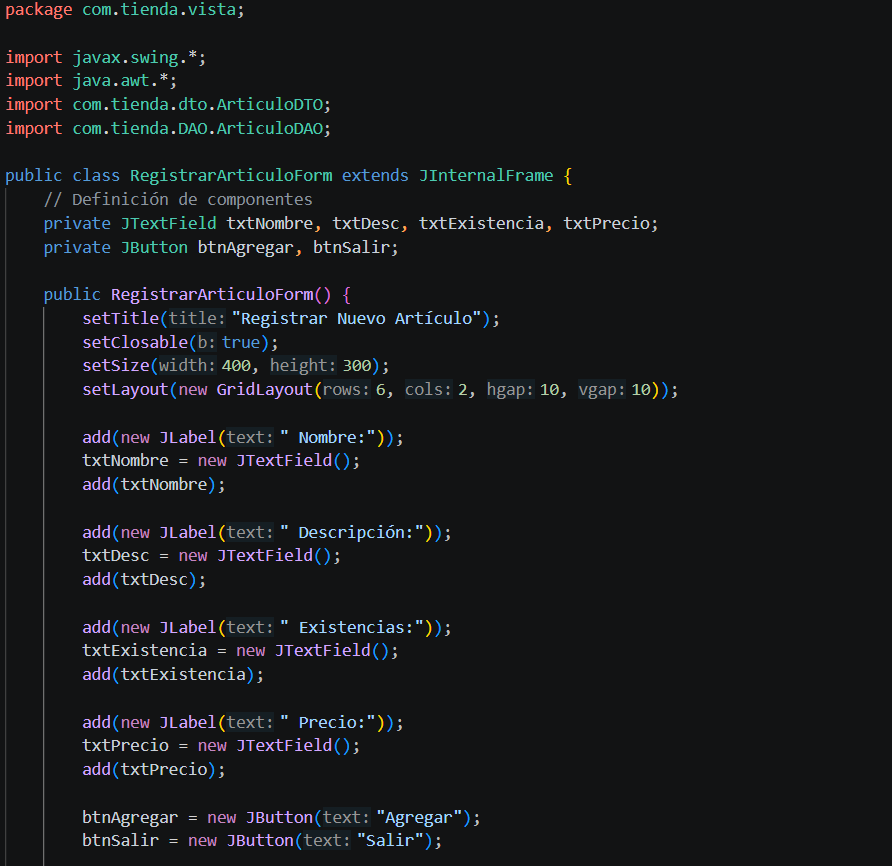 package com.tienda.vista;
import javax.swing.*;
import java.awt.*;
import com.tienda.dto.ArticuloDTO;
import com.tienda.DAO.ArticuloDAO;
public class RegistrarArticuloForm extends JInternalFrame {
// Definición de componentes
private JTextField txtNombre, txtDesc, txtExistencia, txtPrecio;
private JButton btnAgregar, btnSalir;
public RegistrarArticuloForm() {
setTitle(title: "Registrar Nuevo Artículo");
setClosable(b: true);
setSize(width: 400, height: 300);
setLayout(new GridLayout(rows: 6, cols: 2, hgap: 10, vgap: 10));
add(new JLabel(text: " Nombre:"));
txtNombre = new JTextField();
add(txtNombre);
add(new JLabel(text: " Descripción:"));
txtDesc = new JTextField();
add(txtDesc);
add(new JLabel(text: " Existencias:"));
txtExistencia = new JTextField();
add(txtExistencia);
add(new JLabel(text: " Precio:"));
txtPrecio = new JTextField();
add(txtPrecio);
btnAgregar = new JButton(text: "Agregar");
btnSalir = new JButton(text: "Salir");